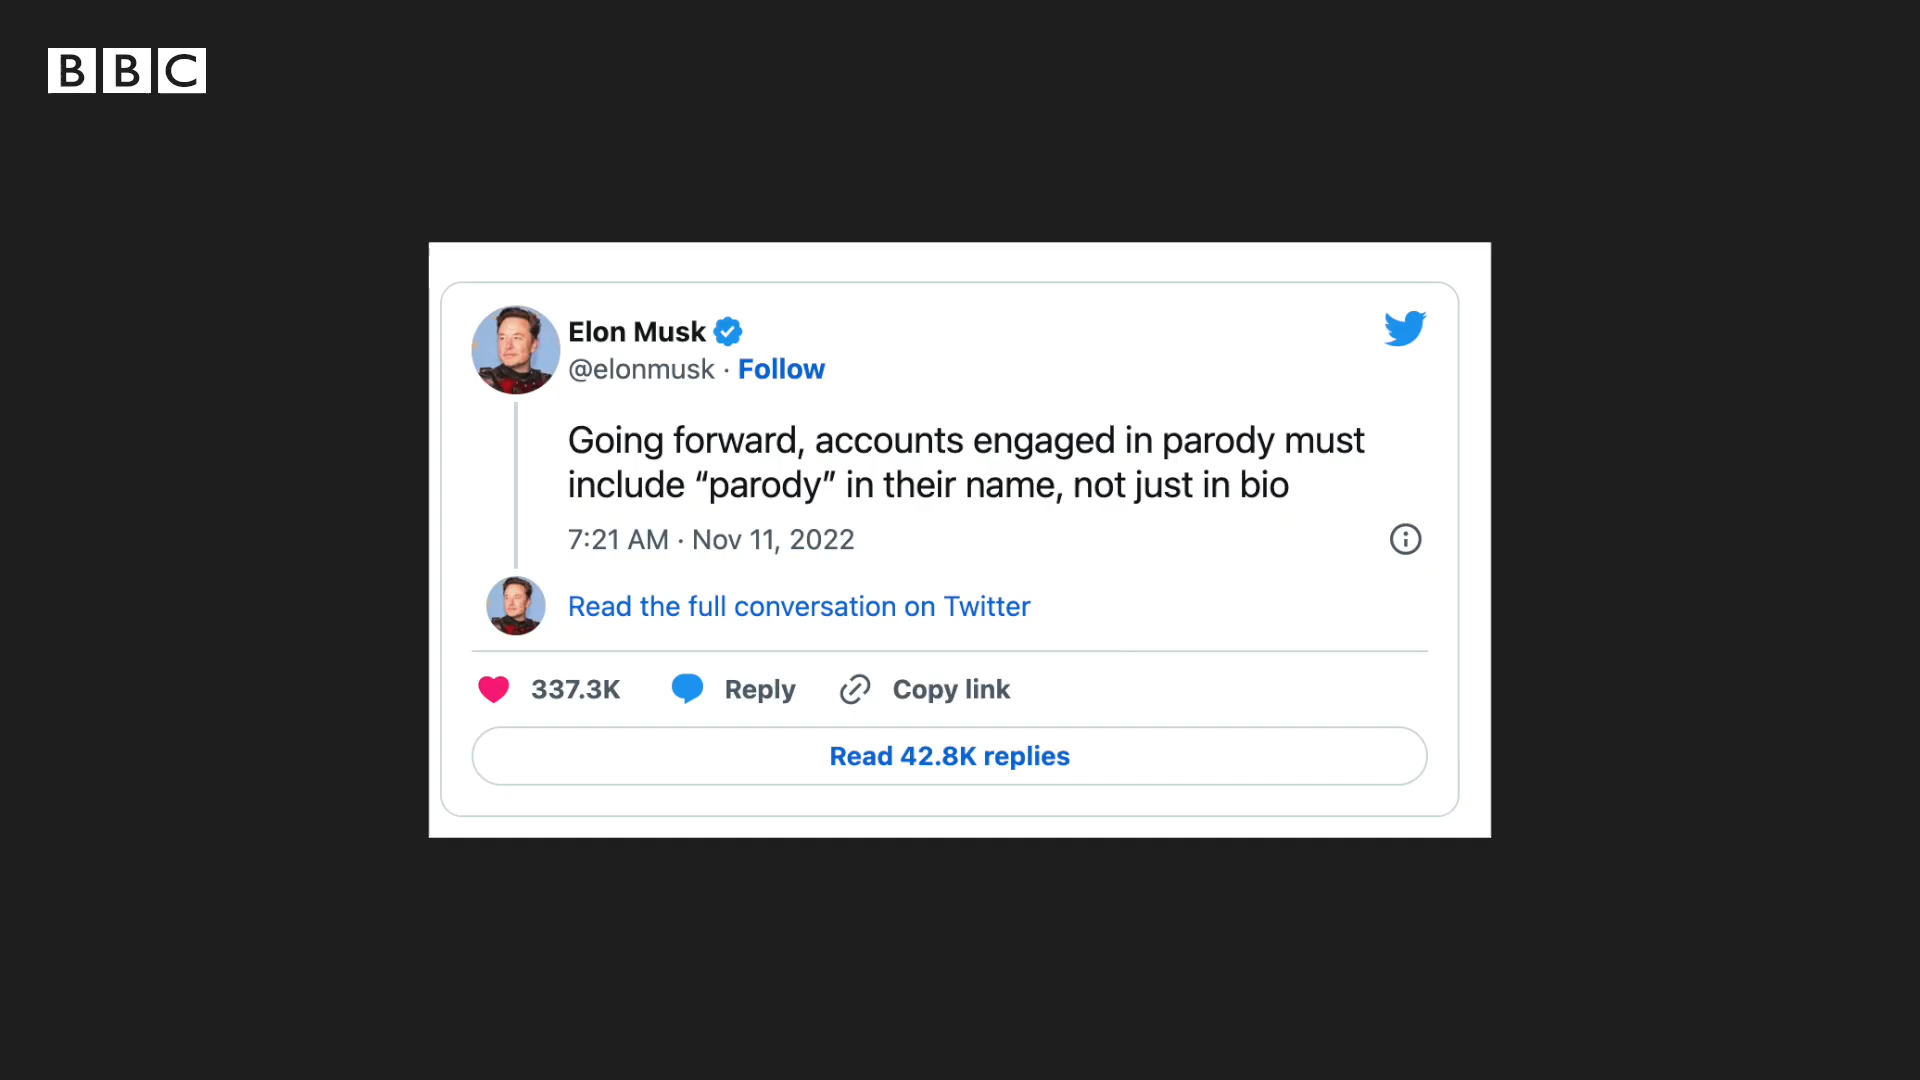 BBC
Elon Musk
@elonmusk · Follow
Going forward, accounts engaged in parody must
include “parody” in their name, not just in bio
7:21 AM · Nov 11, 2022
Read the full conversation on Twitter
337.3K Reply Copy link
Read 42.8K replies